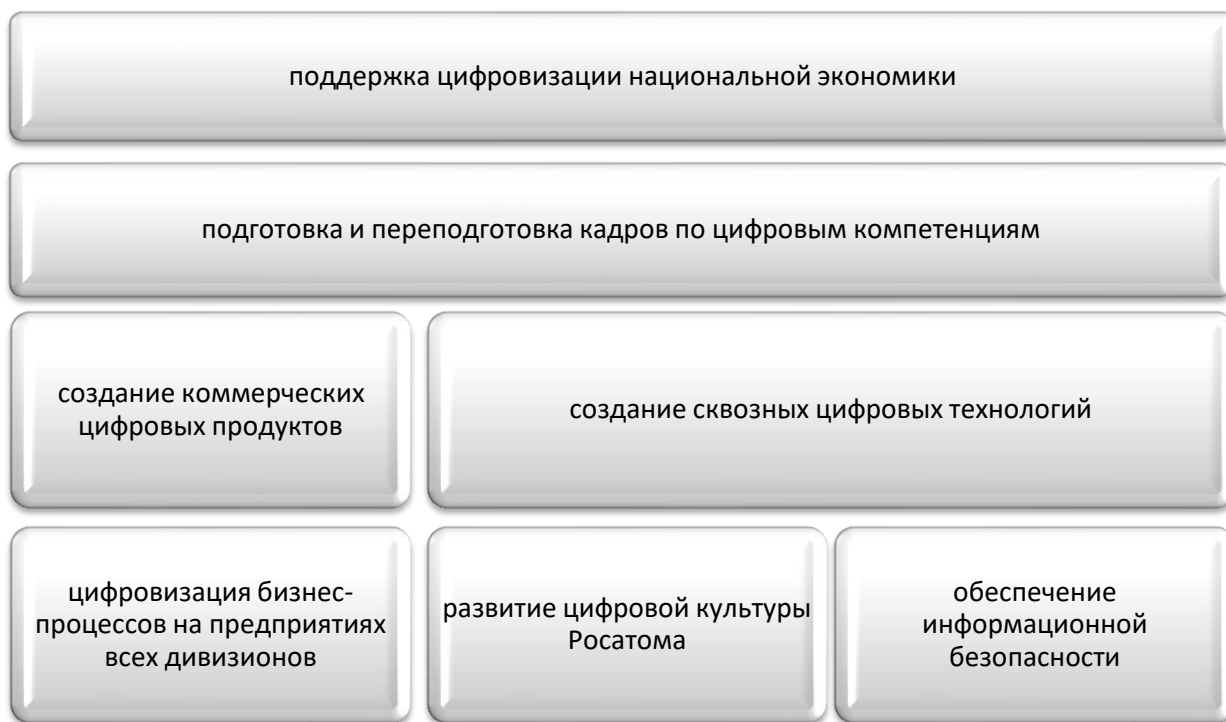 поддержка цифровизации национальной экономики
подготовка и переподготовка кадров по цифровым компетенциям
создание коммерческих
цифровых продуктов
создание сквозных цифровых технологий
цифровизация бизнес-
процессов на предприятиях
всех дивизионов
развитие цифровой культуры
Росатома
обеспечение
информационной
безопасности